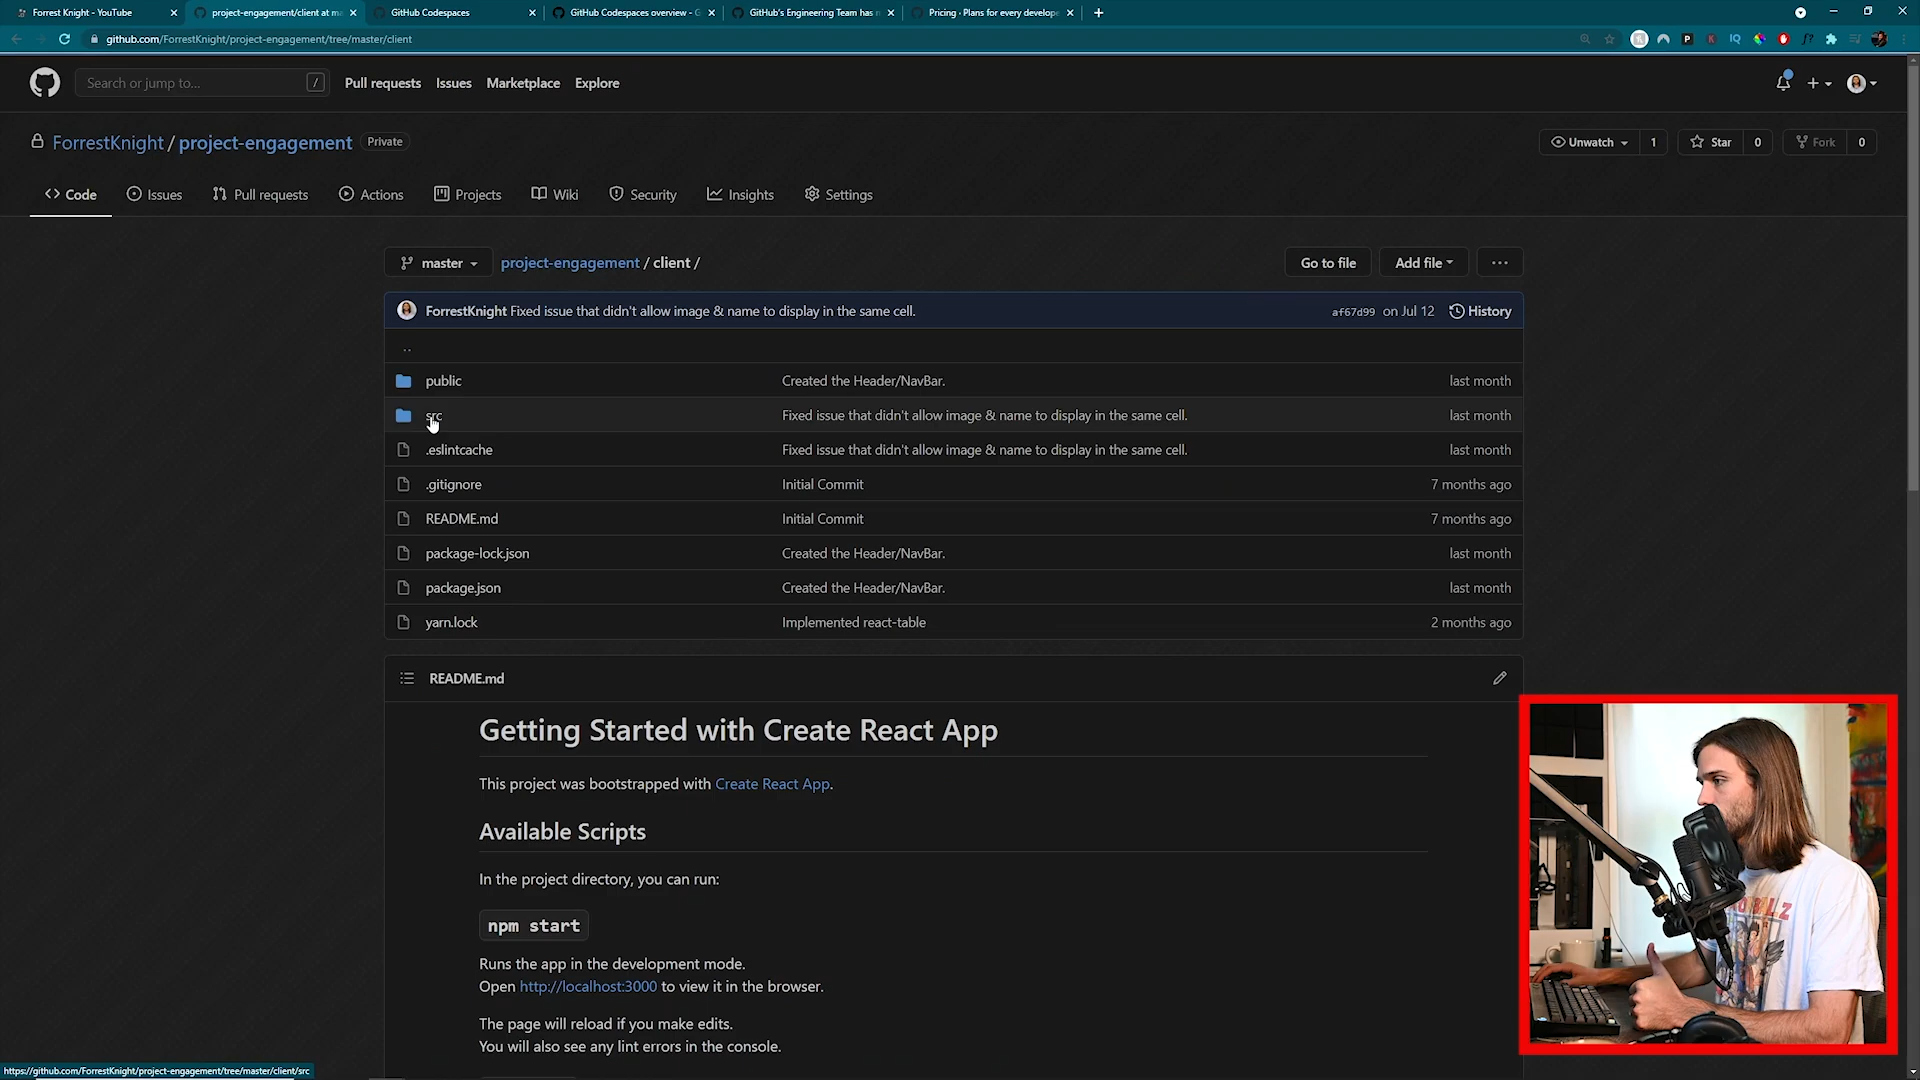 Forrest Knight - YouTube
project-engagement/client at ma
GitHub Codespaces
GitHub Codespaces overview - G
GitHub's Engineering Team has m
Pricing · Plans for every develope
github.com/ForrestKnight/project-engagement/tree/master/client
Search or jump to...
/
Pull requests
Issues
Marketplace
Explore
ForrestKnight / project-engagement
Private
Unwatch
1
Star
0
Fork
0
Code
Issues
Pull requests
Actions
Projects
Wiki
Security
Insights
Settings
master
project-engagement / client /
Go to file
Add file
...
ForrestKnight Fixed issue that didn't allow image & name to display in the same cell.
af67d99 on Jul 12
History
..
public
Created the Header/NavBar.
last month
src
Fixed issue that didn't allow image & name to display in the same cell.
last month
.eslintcache
Fixed issue that didn't allow image & name to display in the same cell.
last month
.gitignore
Initial Commit
7 months ago
README.md
Initial Commit
7 months ago
package-lock.json
Created the Header/NavBar.
last month
package.json
Created the Header/NavBar.
last month
yarn.lock
Implemented react-table
2 months ago
README.md
Getting Started with Create React App
This project was bootstrapped with Create React App.
Available Scripts
In the project directory, you can run:
npm start
Runs the app in the development mode.
Open http://localhost:3000 to view it in the browser.
The page will reload if you make edits.
You will also see any lint errors in the console.
https://github.com/ForrestKnight/project-engagement/tree/master/client/src